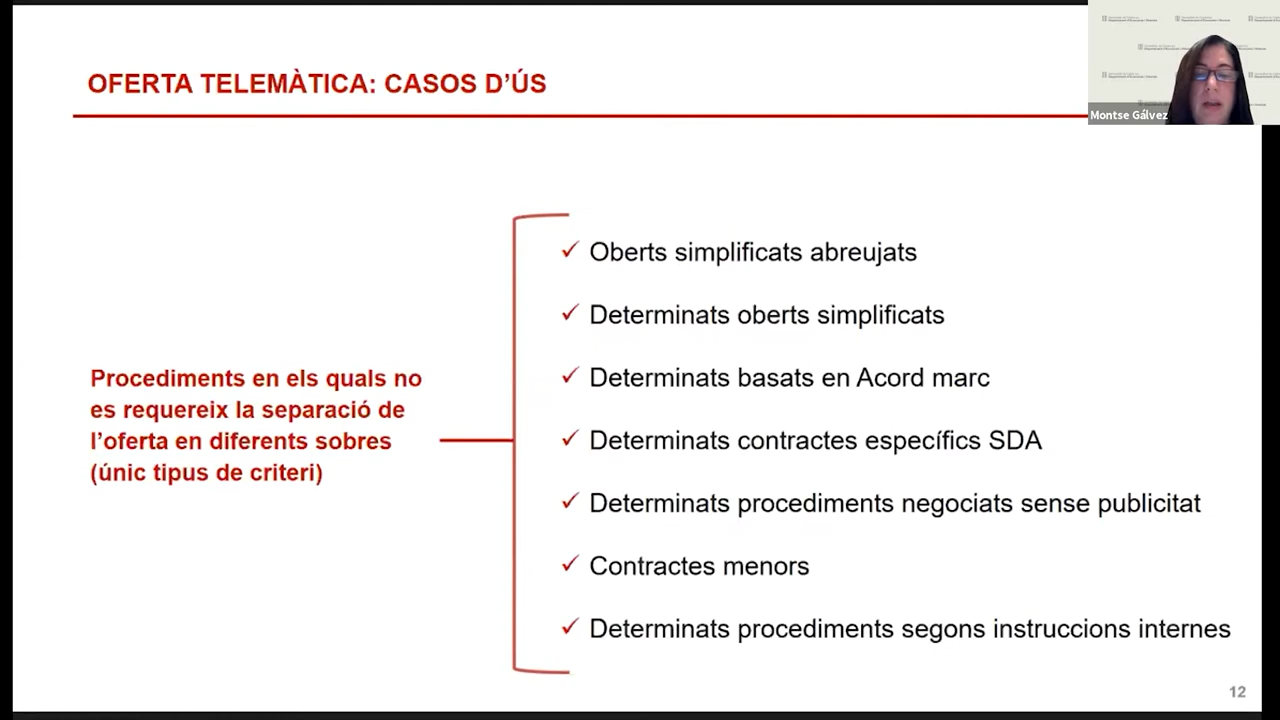 OFERTA TELEMÀTICA: CASOS D'ÚS
Montse Gálvez
Procediments en els quals no
es requereix la separació de
l'oferta en diferents sobres
(únic tipus de criteri)
✓ Oberts simplificats abreujats
✓ Determinats oberts simplificats
✓ Determinats basats en Acord marc
✓ Determinats contractes específics SDA
✓ Determinats procediments negociats sense publicitat
✓ Contractes menors
✓ Determinats procediments segons instruccions internes
12